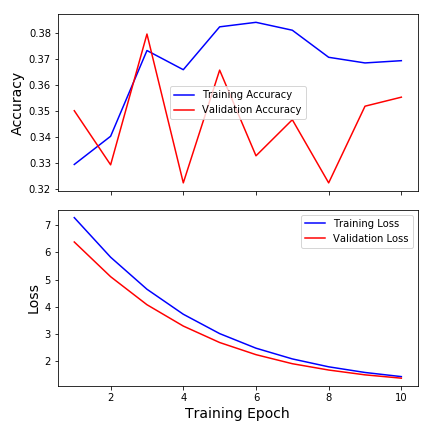 0.38
0.37
0.36
0.35
0.34
0.33
0.32
Accuracy
Training Accuracy
Validation Accuracy
7
6
5
4
3
2
Loss
Training Loss
Validation Loss
2 4 6 8 10
Training Epoch